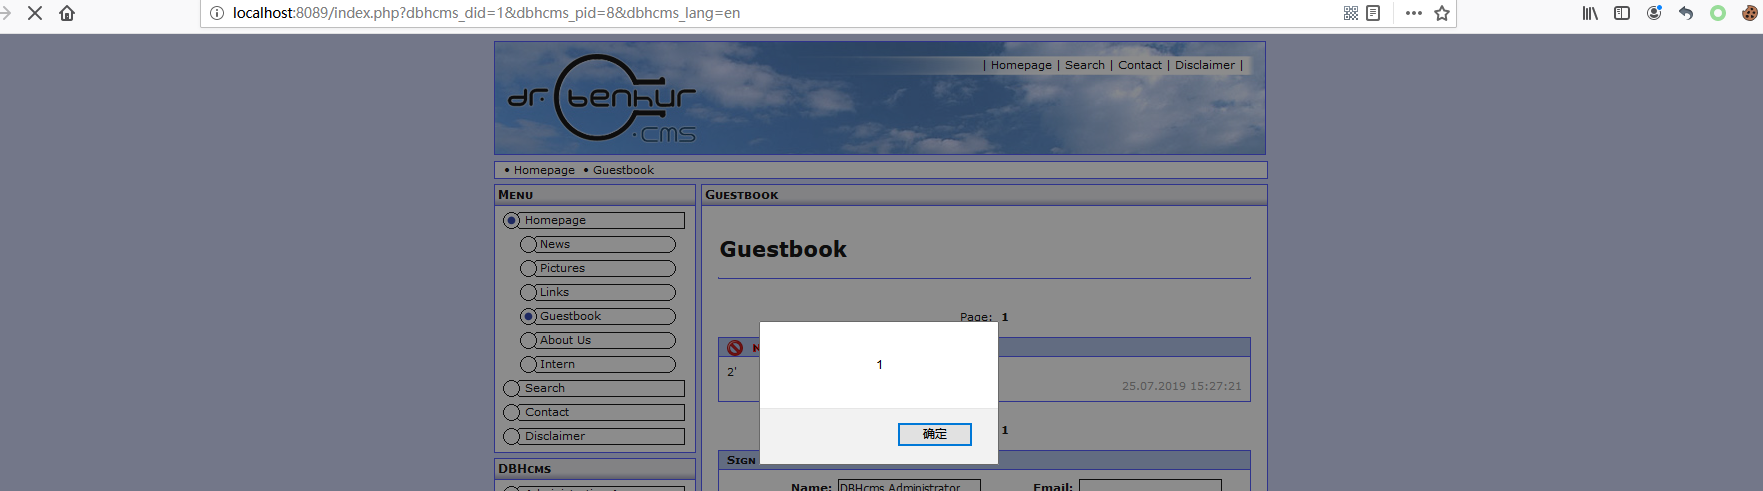 localhost:8089/index.php?dbhcms_did=1&dbhcms_pid=8&dbhcms_lang=en
| Homepage | Search | Contact | Disclaimer |
dr. benhur
.cms
• Homepage • Guestbook
MENU
Homepage
News
Pictures
Links
Guestbook
About Us
Intern
Search
Contact
Disclaimer
DBHCMS
GUESTBOOK
Guestbook
Page: 1
2'
25.07.2019 15:27:21
1
确定
1
SIGN
Name: DBHcms Administrator
Email: